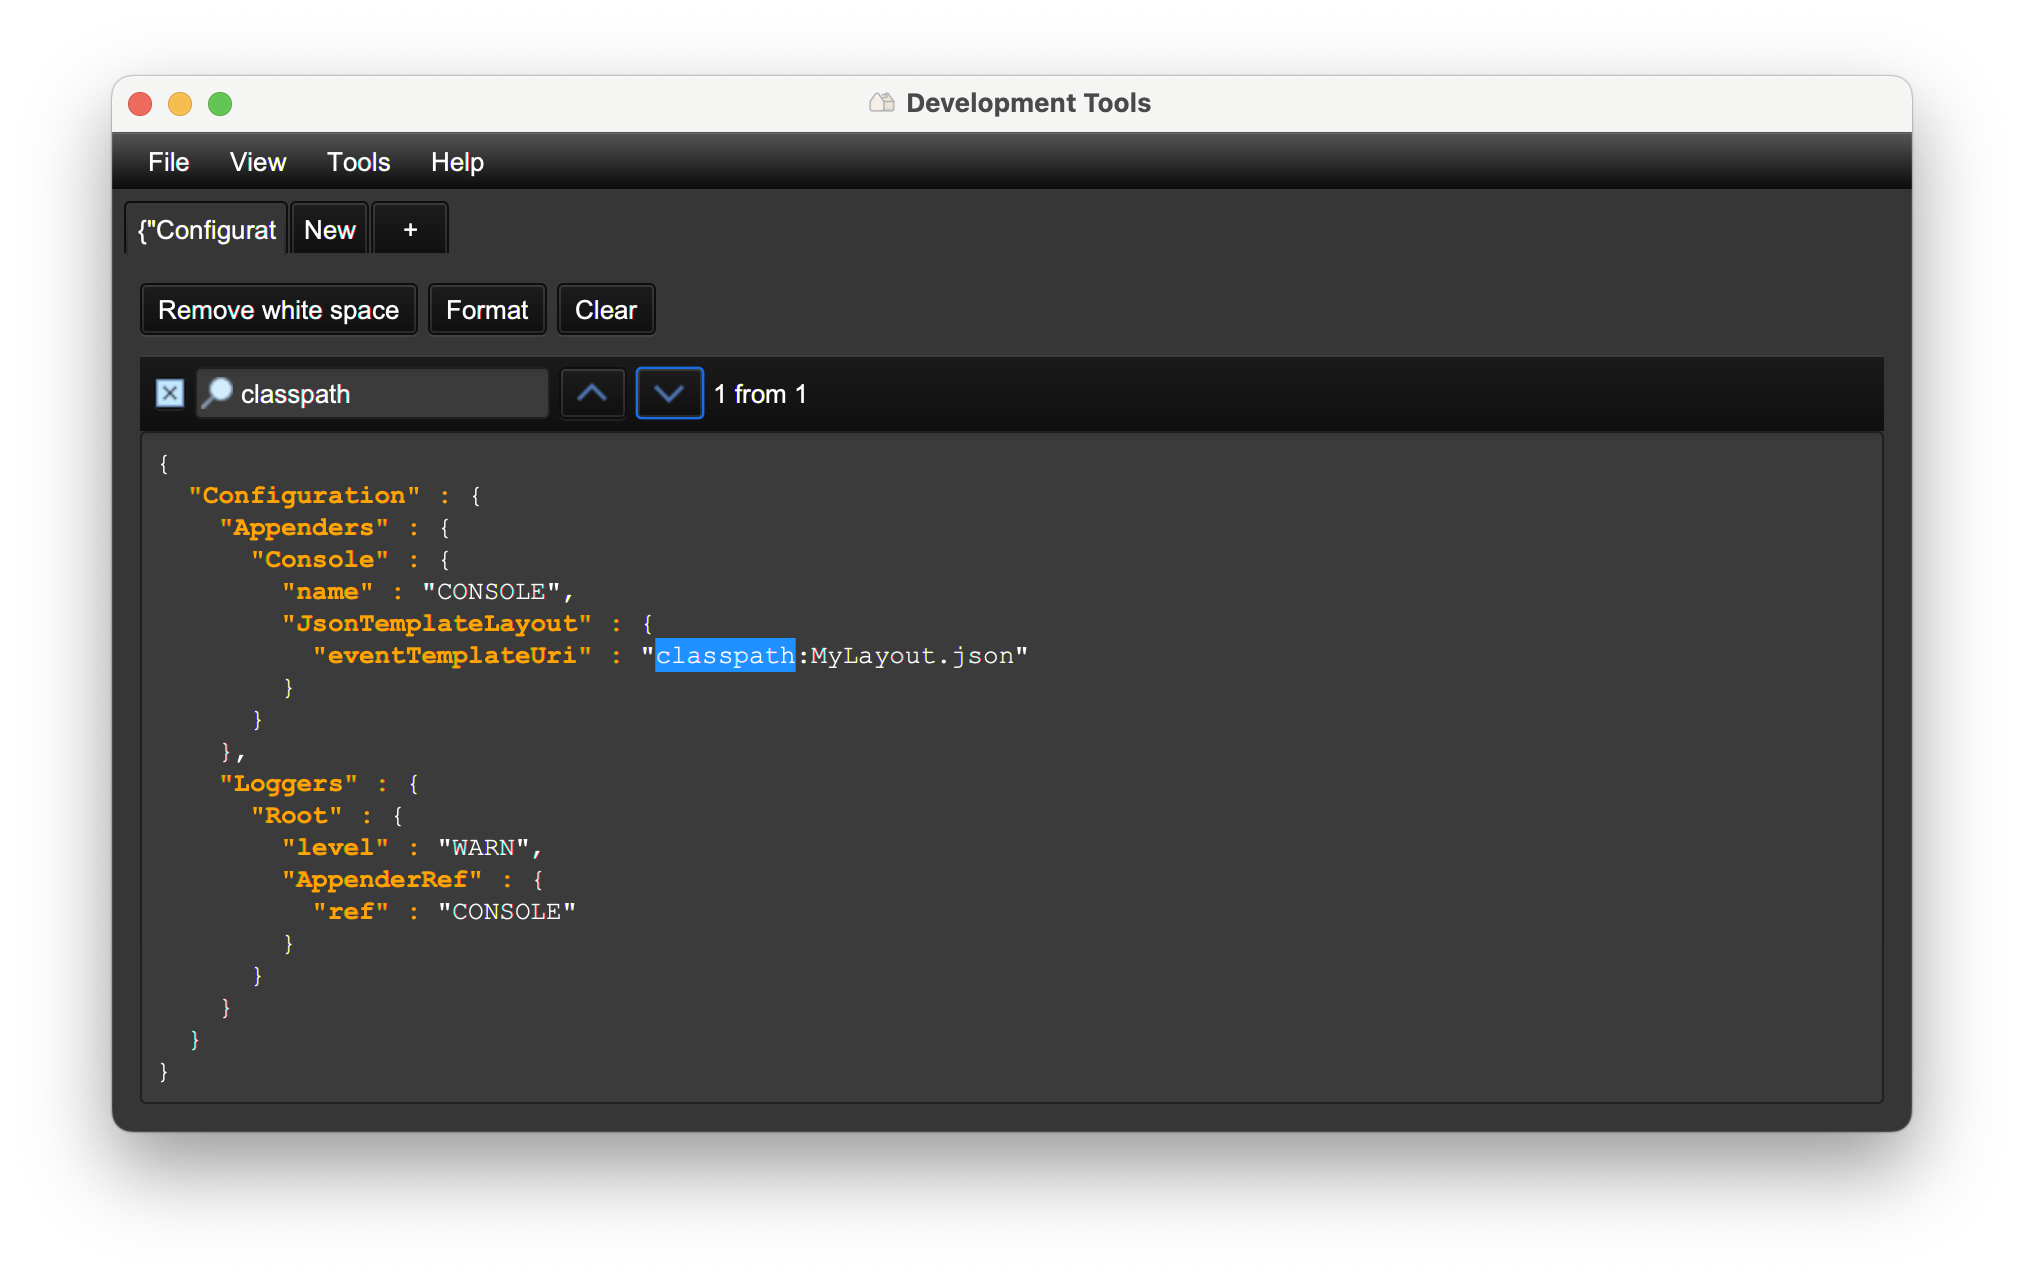 Development Tools
File View Tools Help
{"Configurat New +
Remove white space Format Clear
classpath 1 from 1
{
  "Configuration" : {
    "Appenders" : {
      "Console" : {
        "name" : "CONSOLE",
        "JsonTemplateLayout" : {
          "eventTemplateUri" : "classpath:MyLayout.json"
        }
      }
    },
    "Loggers" : {
      "Root" : {
        "level" : "WARN",
        "AppenderRef" : {
          "ref" : "CONSOLE"
        }
      }
    }
  }
}